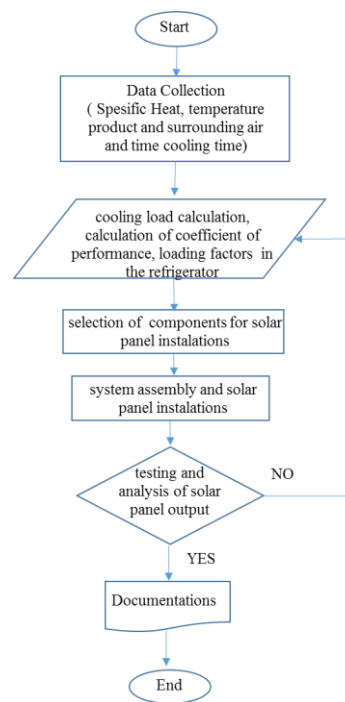 Start
Data Collection
( Spesific Heat, temperature
product and surrounding air
and time cooling time)
cooling load calculation,
calculation of coefficient of
performance, loading factors in
the refrigerator
selection of components for solar
panel instalations
system assembly and solar
panel instalations
testing and
analysis of solar
panel output
NO
YES
Documentations
End